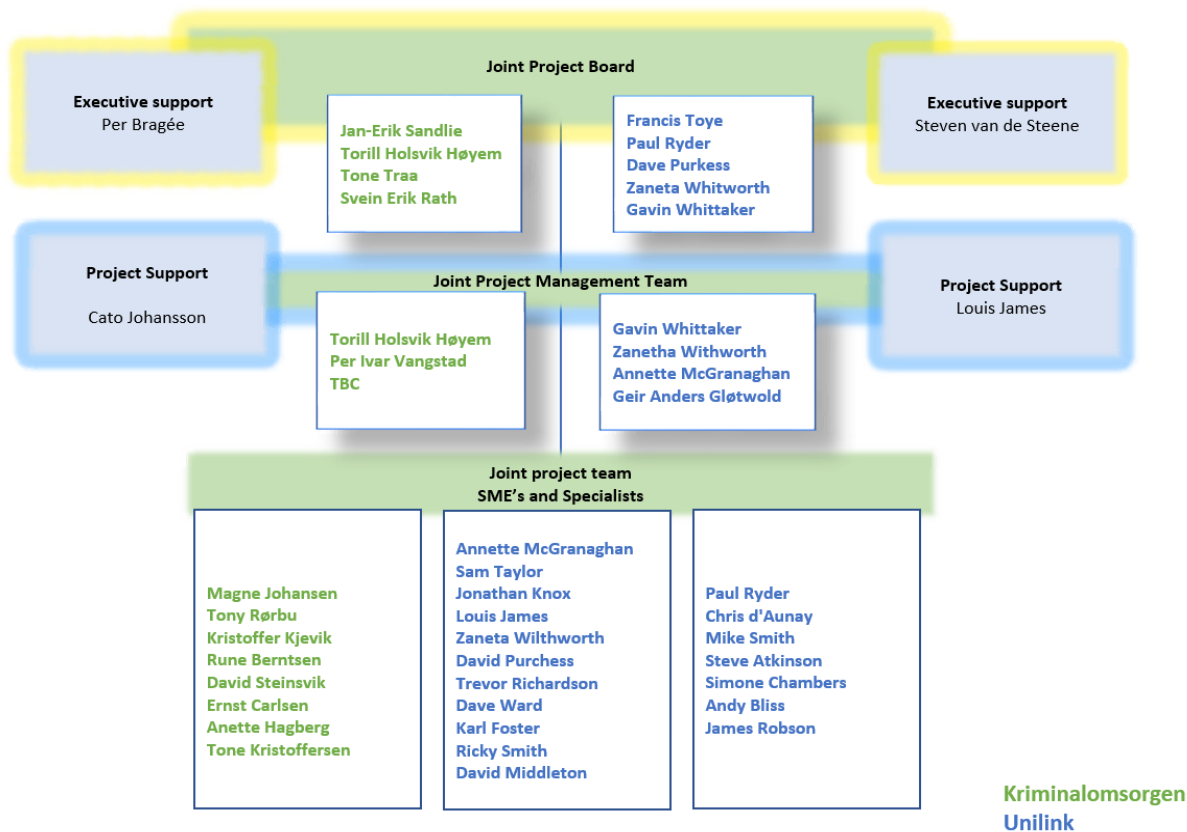 Joint Project Board
Executive support
Per Bragée
Executive support
Steven van de Steene
Jan-Erik Sandlie
Torill Holsvik Høyem
Tone Traa
Svein Erik Rath
Francis Toye
Paul Ryder
Dave Purkess
Zaneta Whitworth
Gavin Whittaker
Project Support
Cato Johansson
Joint Project Management Team
Project Support
Louis James
Torill Holsvik Høyem
Per Ivar Vangstad
TBC
Gavin Whittaker
Zanetha Withworth
Annette McGranaghan
Geir Anders Gløtwold
Joint project team
SME's and Specialists
Magne Johansen
Tony Rørbu
Kristoffer Kjevik
Rune Berntsen
David Steinsvik
Ernst Carlsen
Anette Hagberg
Tone Kristoffersen
Annette McGranaghan
Sam Taylor
Jonathan Knox
Louis James
Zaneta Wilthworth
David Purchess
Trevor Richardson
Dave Ward
Karl Foster
Ricky Smith
David Middleton
Paul Ryder
Chris d'Aunay
Mike Smith
Steve Atkinson
Simone Chambers
Andy Bliss
James Robson
Kriminalomsorgen
Unilink